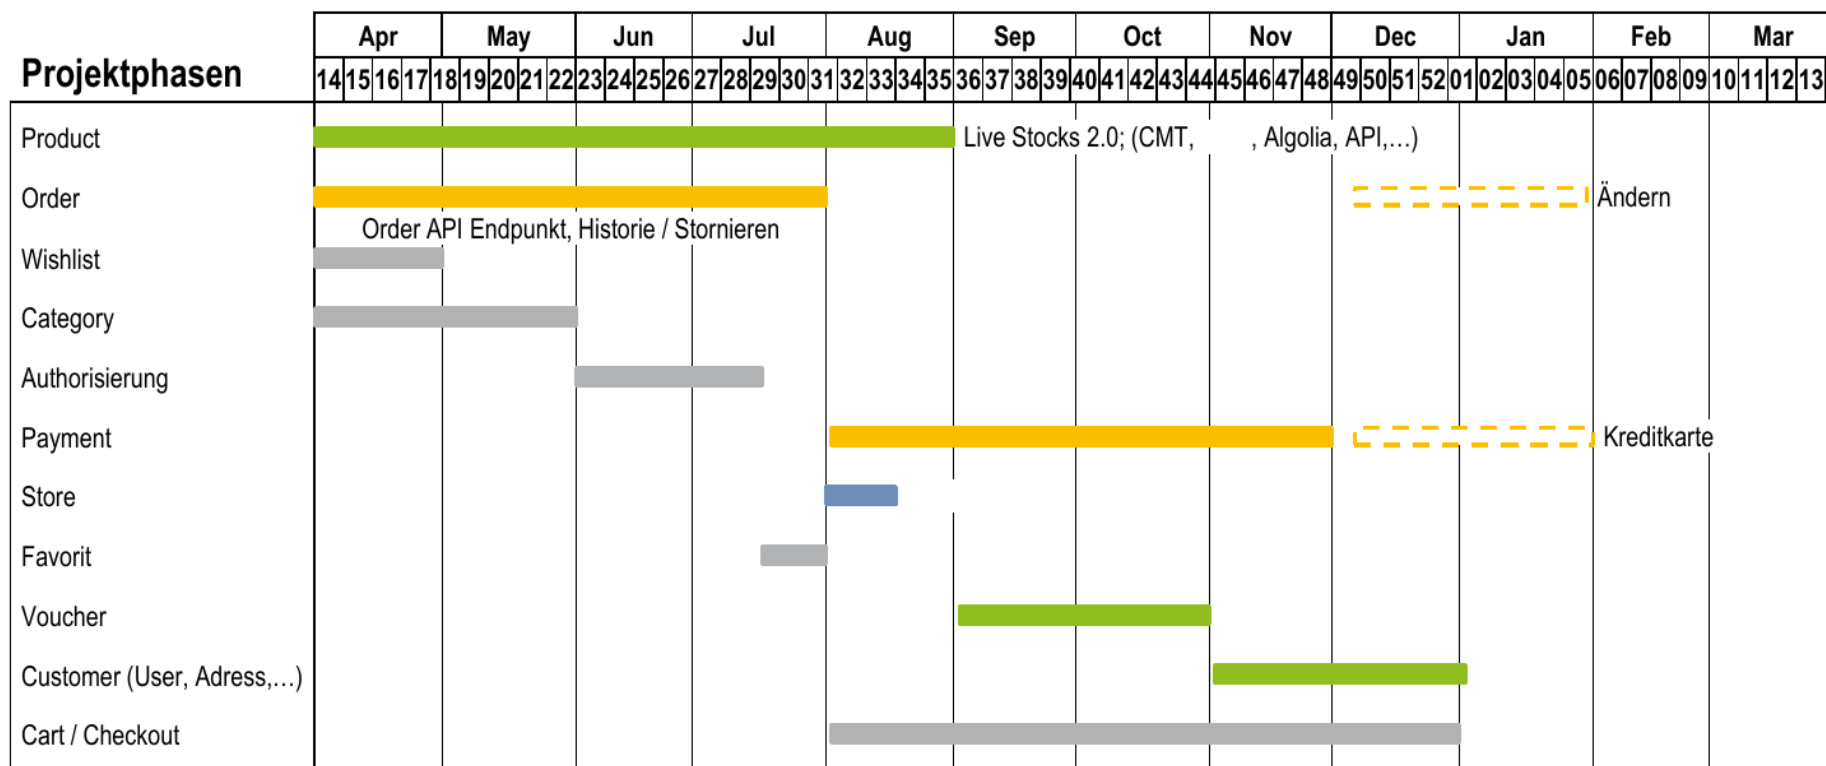 Apr May Jun Jul Aug Sep Oct Nov Dec Jan Feb Mar
Projektphasen
14 15 16 17 18 19 20 21 22 23 24 25 26 27 28 29 30 31 32 33 34 35 36 37 38 39 40 41 42 43 44 45 46 47 48 49 50 51 52 01 02 03 04 05 06 07 08 09 10 11 12 13
Product Live Stocks 2.0; (CMT, , Algolia, API,...)
Order Ändern
Order API Endpunkt, Historie / Stornieren
Wishlist
Category
Authorisierung
Payment Kreditkarte
Store
Favorit
Voucher
Customer (User, Adress,...)
Cart / Checkout